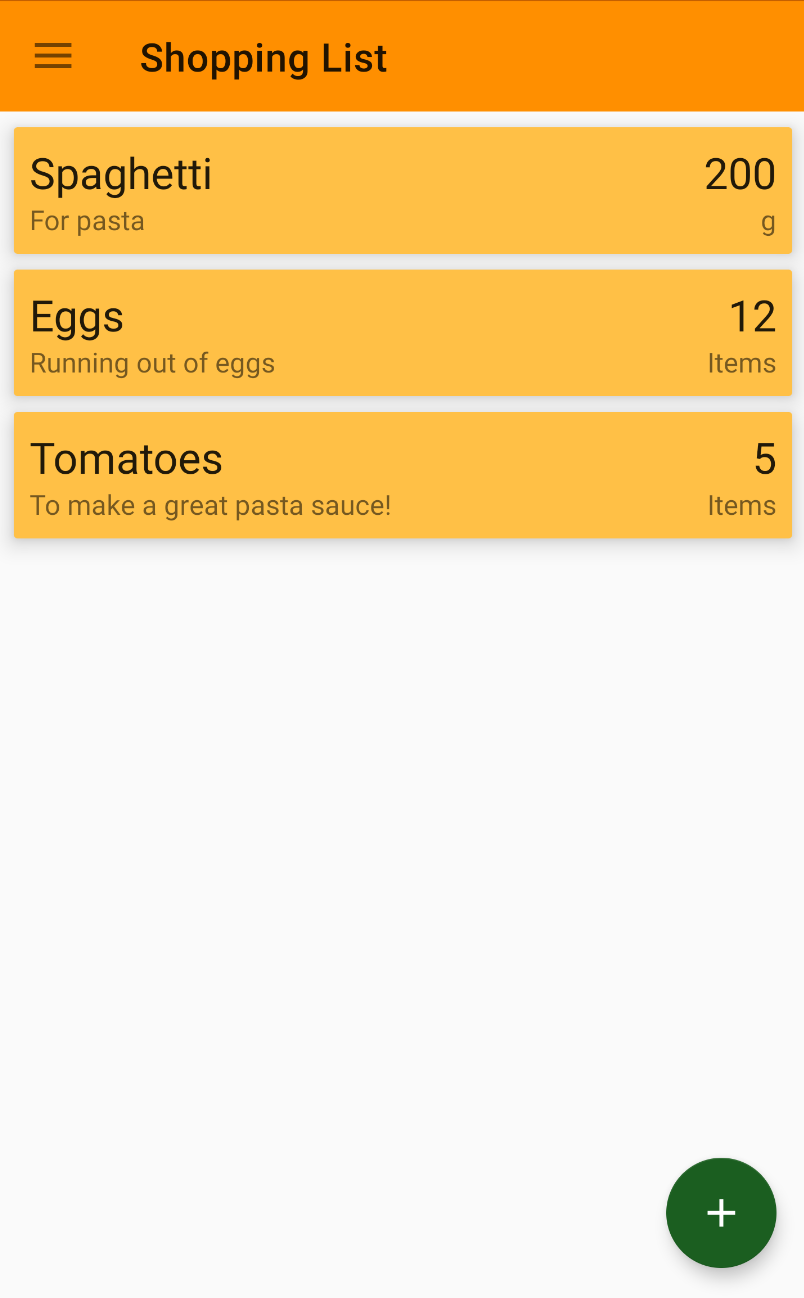 Shopping List
Spaghetti 200
For pasta g
Eggs 12
Running out of eggs Items
Tomatoes 5
To make a great pasta sauce! Items
+